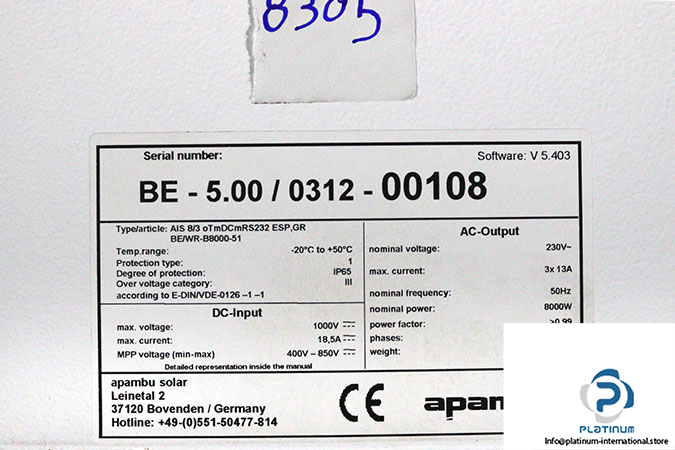 8305
Serial number:
Software: V 5.403
BE - 5.00 / 0312 - 00108
Type/article: AIS 8/3 oTmDCmRS232 ESP,GR
BE/WR-B8000-51
Temp.range: -20°C to +50°C
Protection type: 1
Degree of protection: IP65
Over voltage category: III
according to E-DIN/VDE-0126 –1 –1
DC-Input
max. voltage: 1000V
max. current: 18,5A
MPP voltage (min-max) 400V – 850V
AC-Output
nominal voltage: 230V~
max. current: 3x 13A
nominal frequency: 50Hz
nominal power: 8000W
power factor: >0.99
phases:
weight:
Detailed representation inside the manual
apambu solar
Leinetal 2
37120 Bovenden / Germany
Hotline: +49-(0)551-50477-814
CE
apam
PLATINUM
INTERNATIONAL
info@platinum-international.store